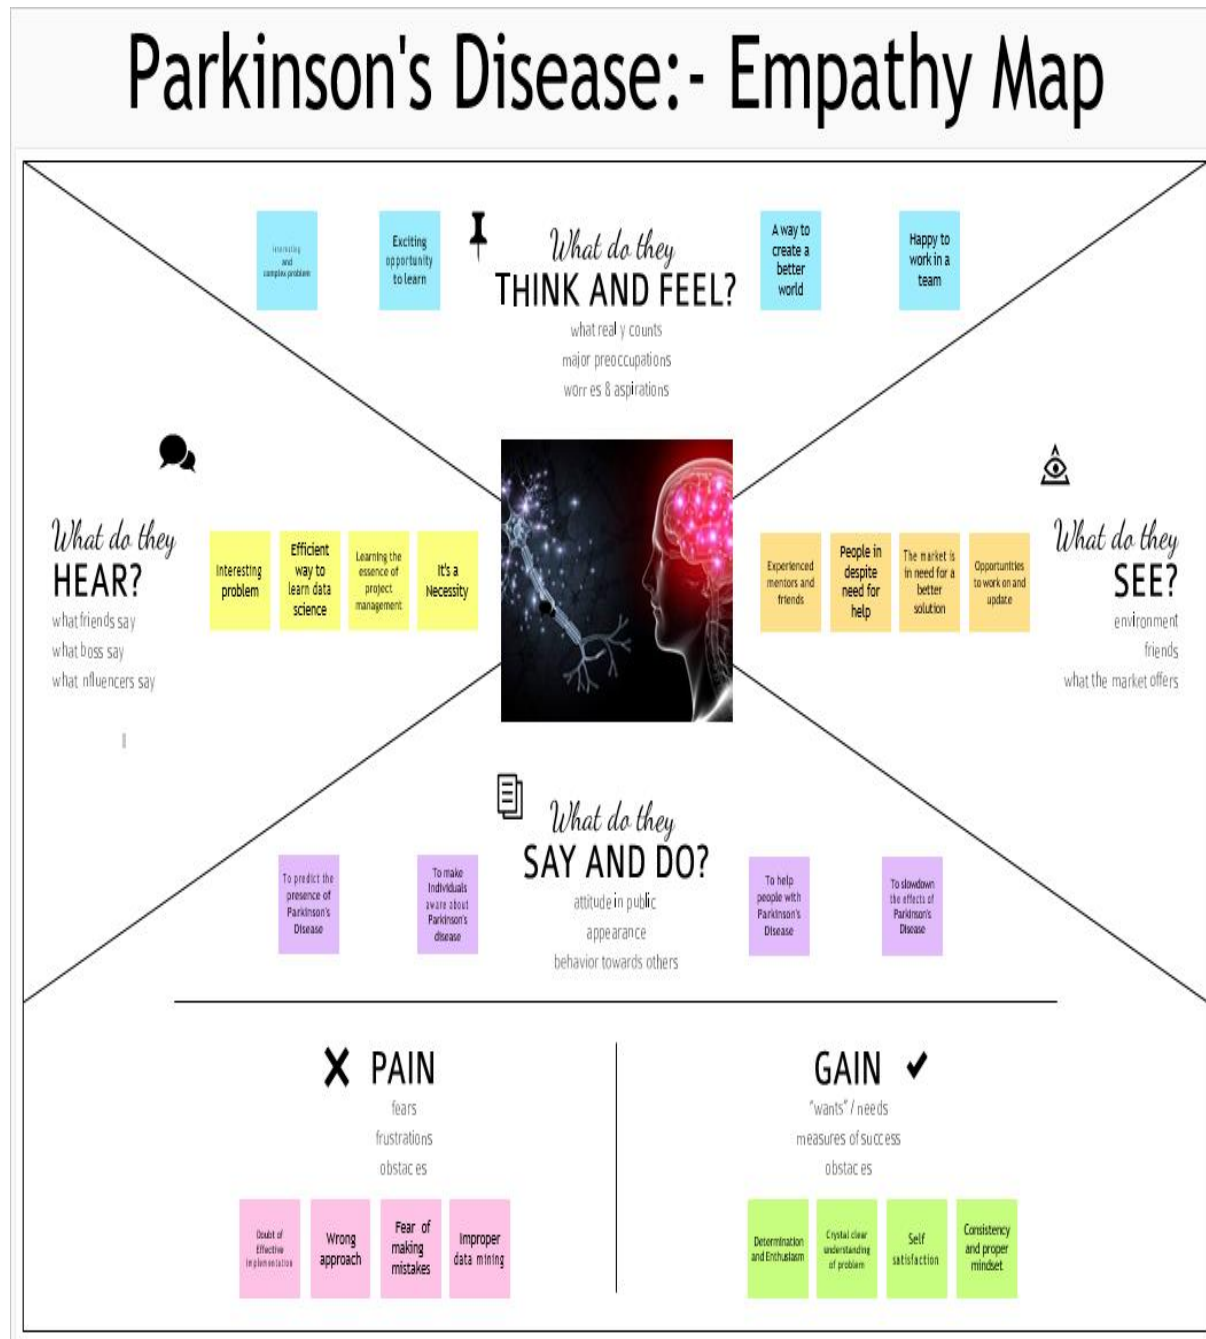 Parkinson's Disease:- Empathy Map
Interesting
and
complex problem
Exciting
opportunity
to learn
What do they
THINK AND FEEL?
what real y counts
major preoccupations
worr es & aspirations
A way to
create a
better
world
Happy to
work in a
team
What do they
HEAR?
what friends say
what boss say
what nfluencers say
Interesting
problem
Efficient
way to
learn data
science
Learning the
essence of
project
management
It's a
Necessity
Experienced
mentors and
friends
People in
despite
need for
help
The market is
in need for a
better
solution
Opportunities
to work on and
update
What do they
SEE?
environment
friends
what the market offers
What do they
SAY AND DO?
attitude in public
appearance
behavior towards others
To predict the
presence of
Parkinson's
Disease
To make
Individuals
aware about
Parkinson's
disease
To help
people with
Parkinson's
Disease
To slowdown
the effects of
Parkinson's
Disease
PAIN
fears
frustrations
obstac es
Doubt of
Effective
implementation
Wrong
approach
Fear of
making
mistakes
Improper
data mining
GAIN
"wants" / needs
measures of success
obstac es
Determination
and Enthusiasm
Crystal clear
understanding
of problem
Self
satisfaction
Consistency
and proper
mindset